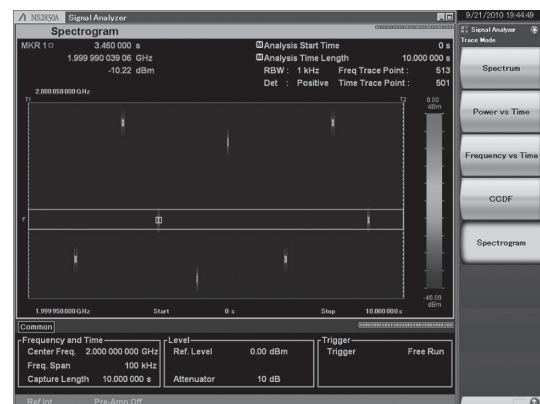 MS2830A Signal Analyzer
9/21/2010 19:44:49
Spectrogram
Signal Analyzer
Trace Mode
MKR 1 3.460 000 s
1.999 990 039 06 GHz
-10.22 dBm
Analysis Start Time 0 s
Analysis Time Length 10.000 000 s
RBW : 1 kHz Freq Trace Point : 513
Det : Positive Time Trace Point : 501
2.000 050 000 GHz
T1
T2
0.00
dBm
F
-40.00
dBm
1.999 950 000 GHz Start 0 s Stop 10.000 000 s
Spectrum
Power vs Time
Frequency vs Time
CCDF
Spectrogram
Common
Frequency and Time
Center Freq. 2.000 000 000 GHz
Freq. Span 100 kHz
Capture Length 10.000 000 s
Level
Ref. Level 0.00 dBm
Attenuator 10 dB
Trigger
Trigger Free Run
Ref.Int Pre-Amp Off